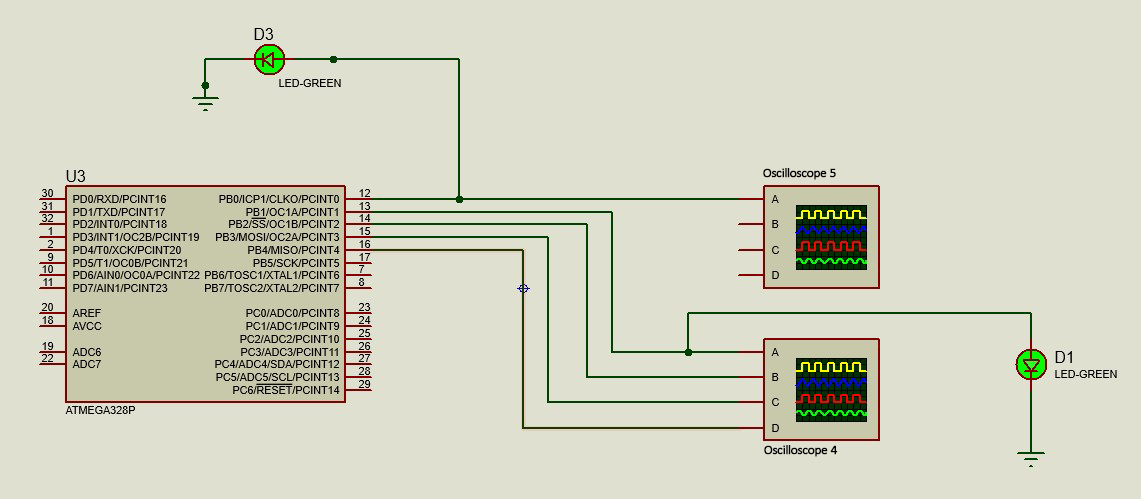 D3
LED-GREEN
U3
30 PD0/RXD/PCINT16 PB0/ICP1/CLKO/PCINT0 12
31 PD1/TXD/PCINT17 PB1/OC1A/PCINT1 13
32 PD2/INT0/PCINT18 PB2/SS/OC1B/PCINT2 14
1 PD3/INT1/OC2B/PCINT19 PB3/MOSI/OC2A/PCINT3 15
2 PD4/T0/XCK/PCINT20 PB4/MISO/PCINT4 16
9 PD5/T1/OC0B/PCINT21 PB5/SCK/PCINT5 17
10 PD6/AIN0/OC0A/PCINT22 PB6/TOSC1/XTAL1/PCINT6 7
11 PD7/AIN1/PCINT23 PB7/TOSC2/XTAL2/PCINT7 8
20 AREF PC0/ADC0/PCINT8 23
18 AVCC PC1/ADC1/PCINT9 24
PC2/ADC2/PCINT10 25
19 ADC6 PC3/ADC3/PCINT11 26
22 ADC7 PC4/ADC4/SDA/PCINT12 27
PC5/ADC5/SCL/PCINT13 28
PC6/RESET/PCINT14 29
ATMEGA328P
Oscilloscope 5
A
B
C
D
A
B
C
D
Oscilloscope 4
D1
LED-GREEN